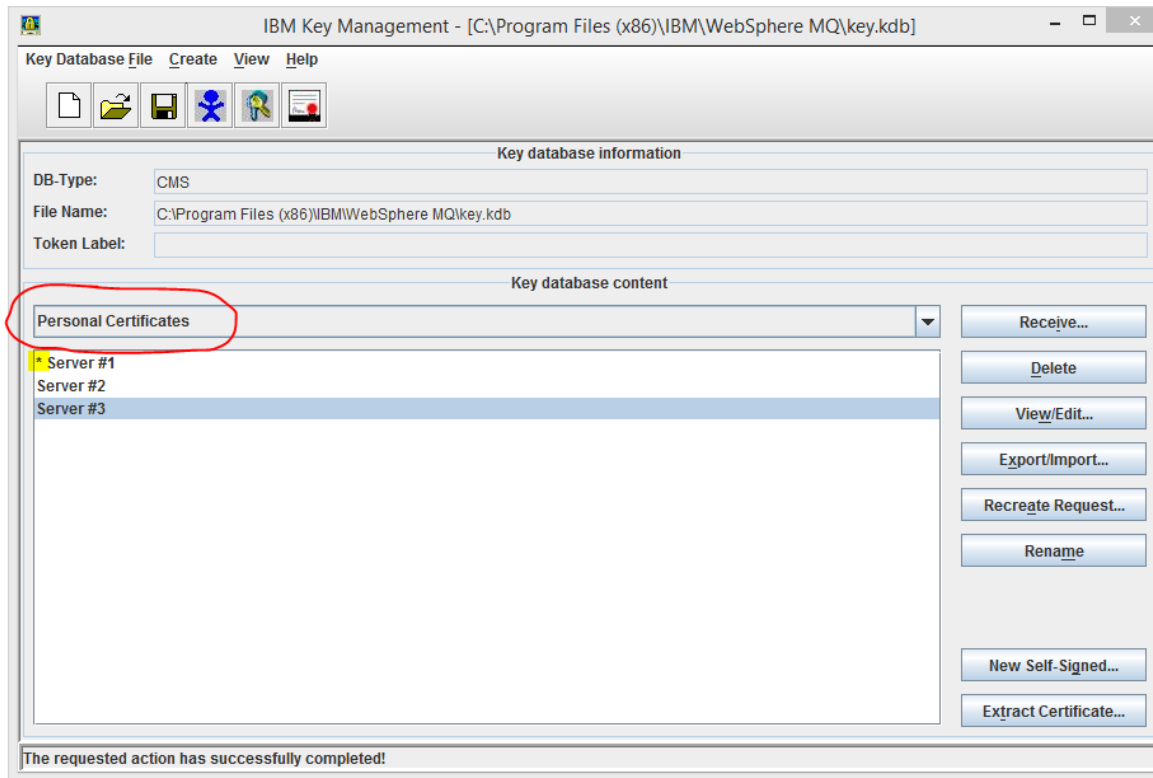 IBM Key Management - [C:\Program Files (x86)\IBM\WebSphere MQ\key.kdb]
Key Database File Create View Help
Key database information
DB-Type: CMS
File Name: C:\Program Files (x86)\IBM\WebSphere MQ\key.kdb
Token Label:
Key database content
Personal Certificates
Receive...
* Server #1
Delete
Server #2
Server #3
View/Edit...
Export/Import...
Recreate Request...
Rename
New Self-Signed...
Extract Certificate...
The requested action has successfully completed!